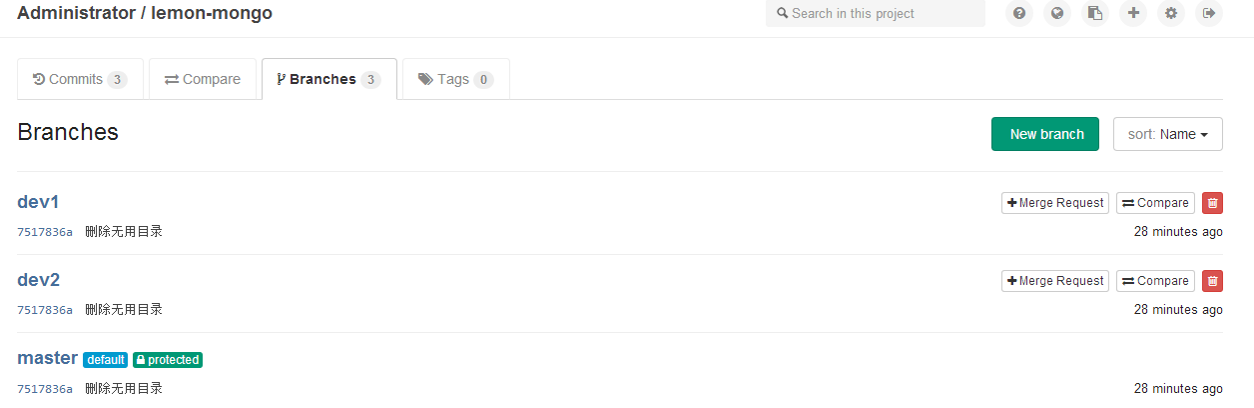 Administrator / lemon-mongo Search in this project
Commits 3 Compare Branches 3 Tags 0
Branches New branch sort: Name
dev1 Merge Request Compare
7517836a 删除无用目录 28 minutes ago
dev2 Merge Request Compare
7517836a 删除无用目录 28 minutes ago
master default protected
7517836a 删除无用目录 28 minutes ago